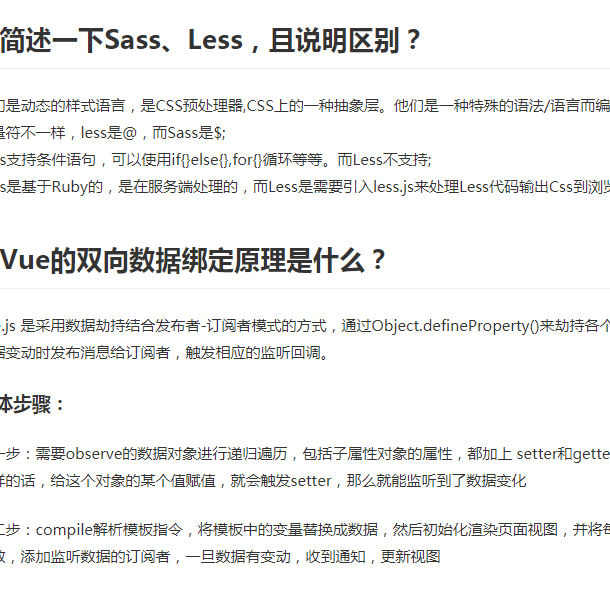 简述一下Sass、Less，且说明区别？
们是动态的样式语言，是CSS预处理器,CSS上的一种抽象层。他们是一种特殊的语法/语言而编
量符不一样，less是@，而Sass是$;
ss支持条件语句，可以使用if{}else{},for{}循环等等。而Less不支持;
ss是基于Ruby的，是在服务端处理的，而Less是需要引入less.js来处理Less代码输出Css到浏览
Vue的双向数据绑定原理是什么？
.js 是采用数据劫持结合发布者-订阅者模式的方式，通过Object.defineProperty()来劫持各个
据变动时发布消息给订阅者，触发相应的监听回调。
体步骤：
一步：需要observe的数据对象进行递归遍历，包括子属性对象的属性，都加上 setter和gette
样的话，给这个对象的某个值赋值，就会触发setter，那么就能监听到了数据变化
二步：compile解析模板指令，将模板中的变量替换成数据，然后初始化渲染页面视图，并将每
，添加监听数据的订阅者，一旦数据有变动，收到通知，更新视图